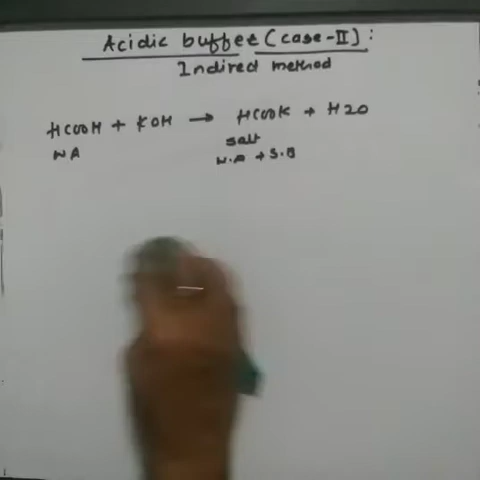 Acidic buffer (case-II):
Indirect method
HCOOH + KOH → HCOOK + H2O
salt
WA
W.A + S.B